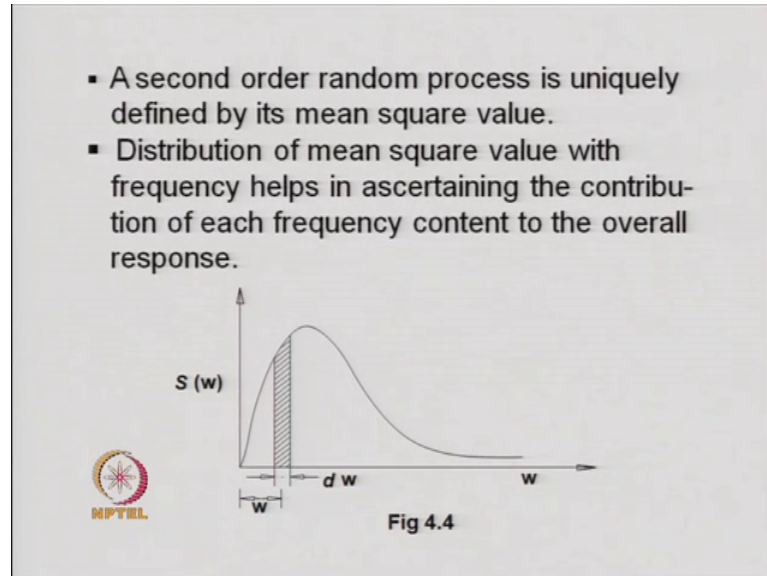 ▪ A second order random process is uniquely
defined by its mean square value.
▪ Distribution of mean square value with
frequency helps in ascertaining the contribu-
tion of each frequency content to the overall
response.
S (w)
d w
w
w
NPTEL
Fig 4.4